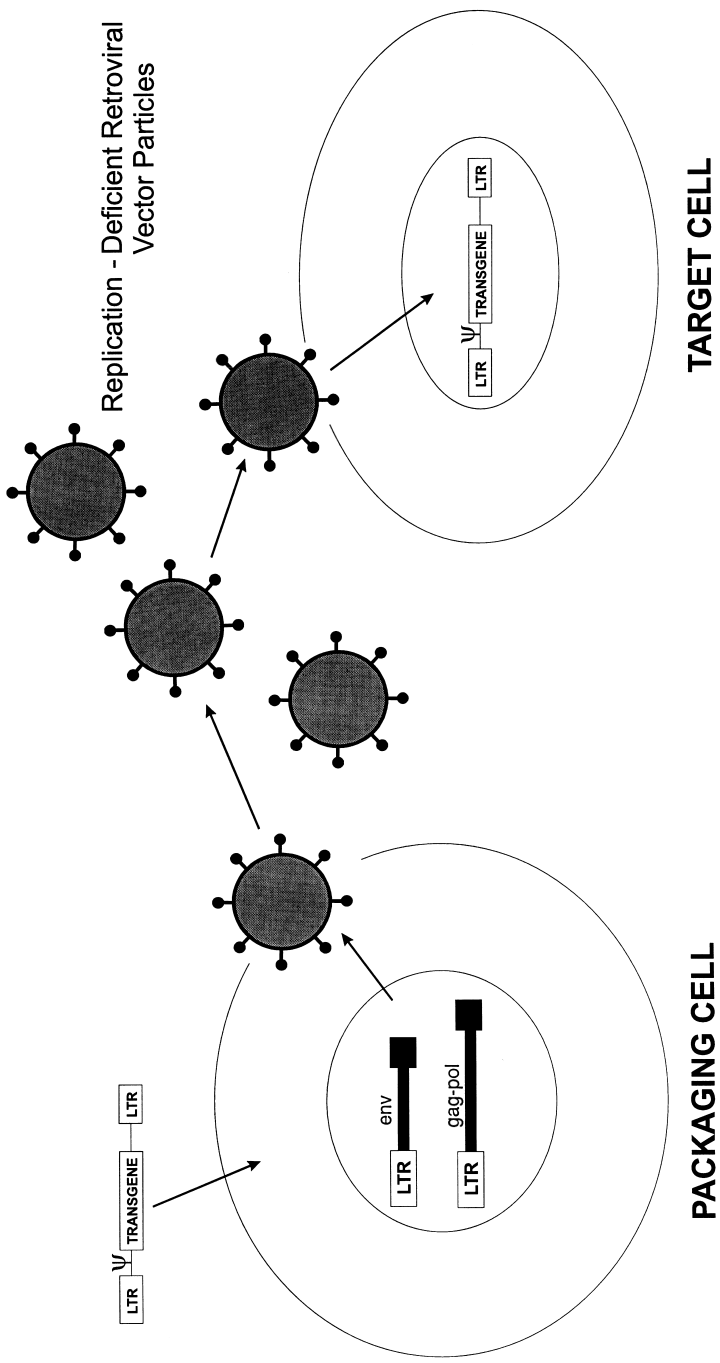 LTR
Ψ
TRANSGENE
LTR
env
LTR
gag-pol
LTR
PACKAGING CELL
Replication - Deficient Retroviral
Vector Particles
LTR
Ψ
TRANSGENE
LTR
TARGET CELL